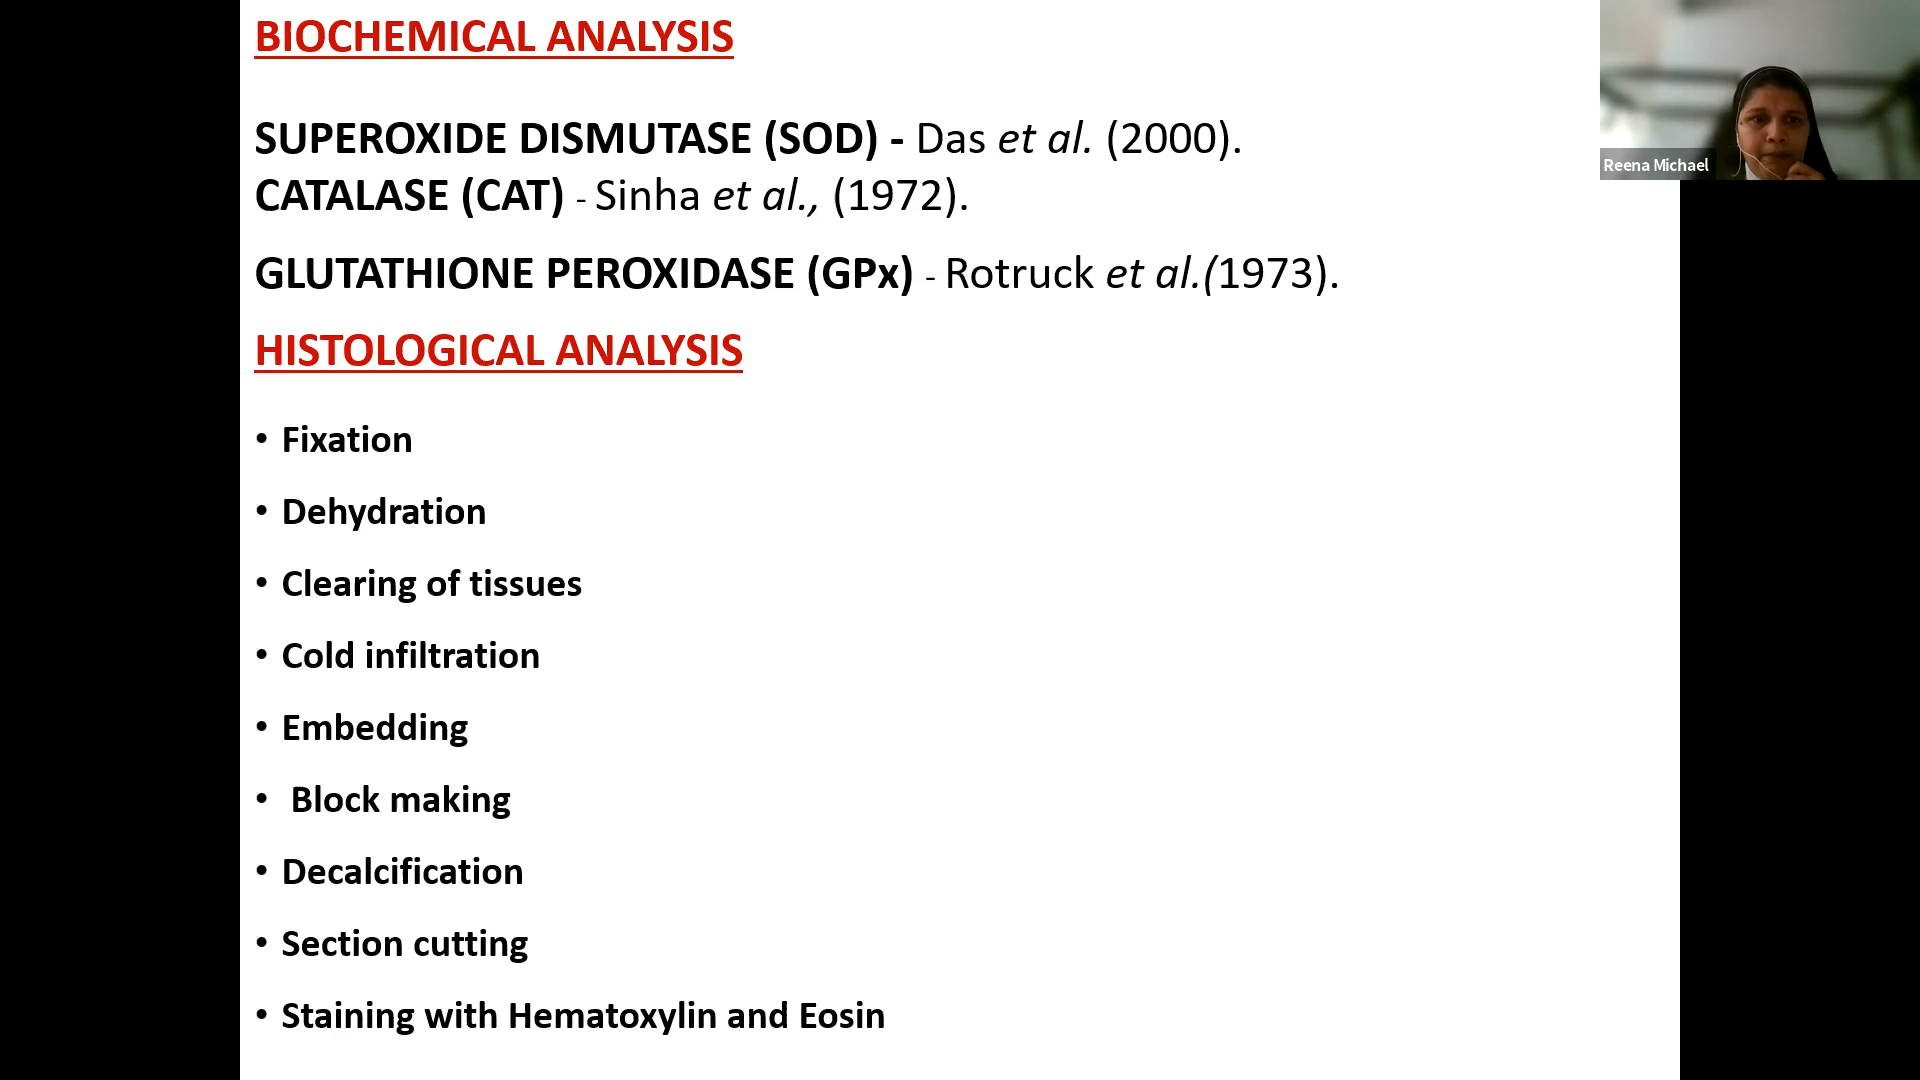 BIOCHEMICAL ANALYSIS
SUPEROXIDE DISMUTASE (SOD) - Das et al. (2000).
CATALASE (CAT) - Sinha et al., (1972).
GLUTATHIONE PEROXIDASE (GPx) - Rotruck et al.(1973).
HISTOLOGICAL ANALYSIS
• Fixation
• Dehydration
• Clearing of tissues
• Cold infiltration
• Embedding
• Block making
• Decalcification
• Section cutting
• Staining with Hematoxylin and Eosin
Reena Michael